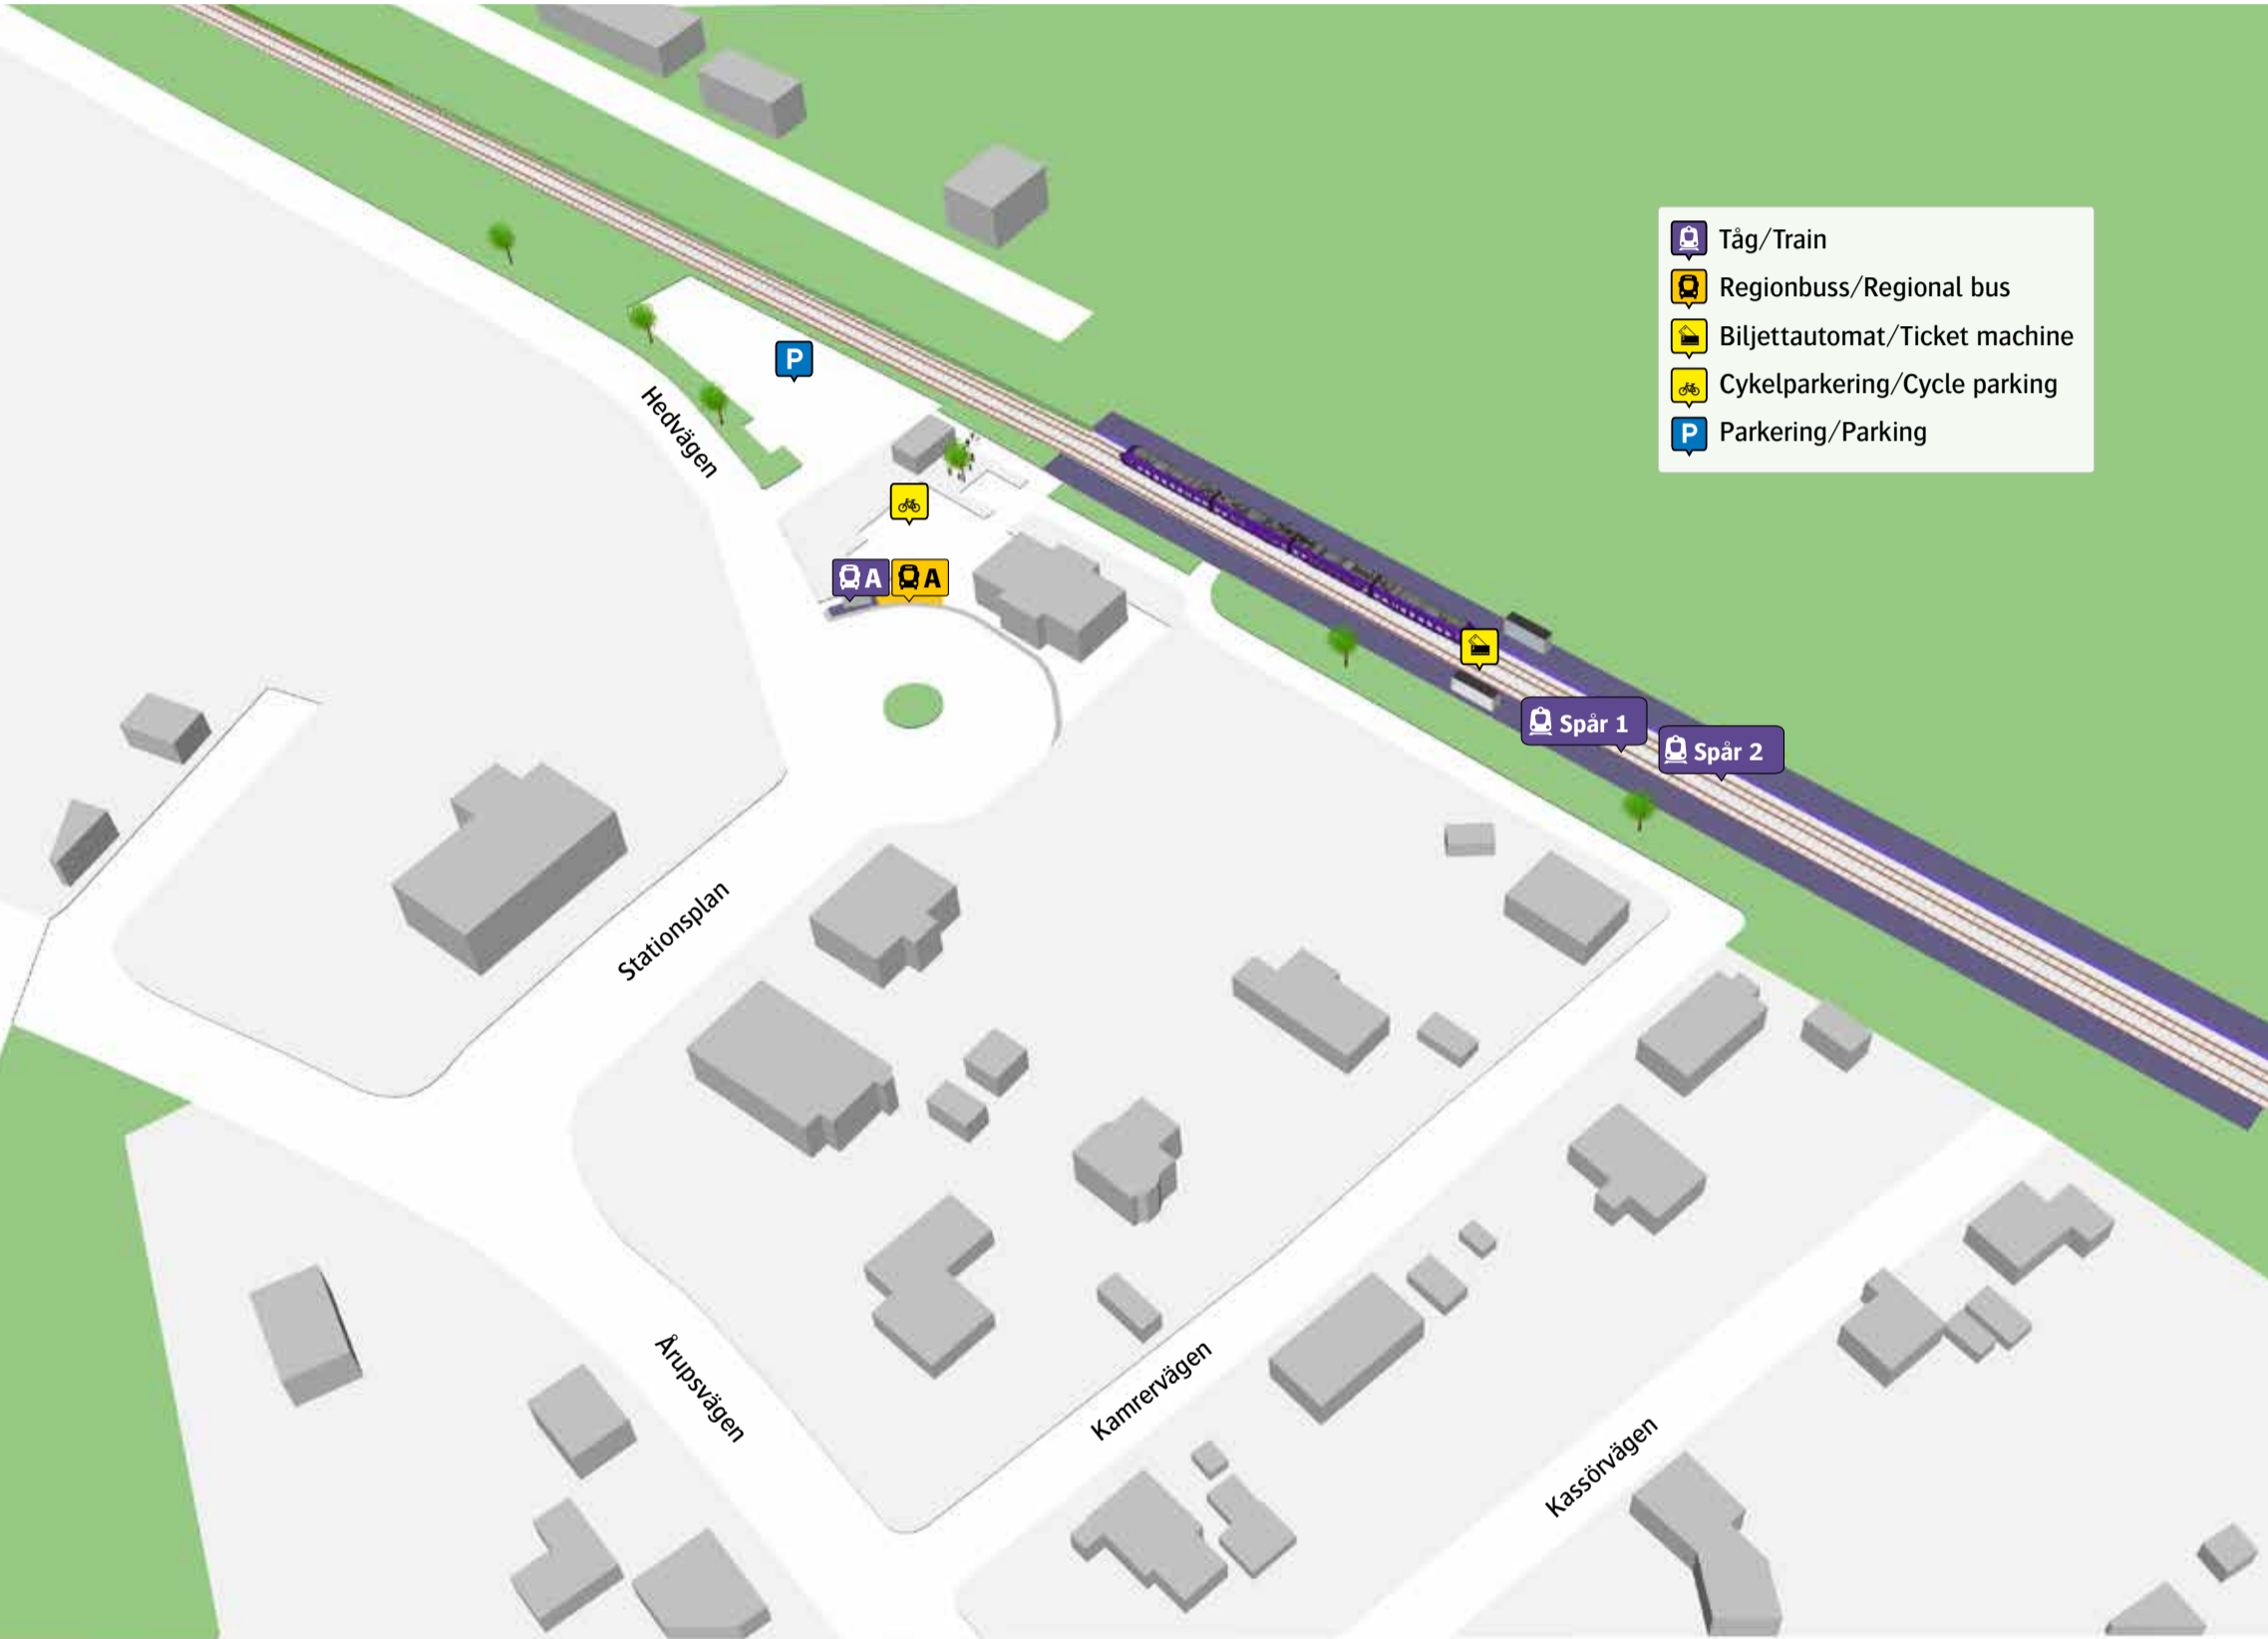 Tåg/Train
Regionbuss/Regional bus
Biljettautomat/Ticket machine
Cykelparkering/Cycle parking
P Parkering/Parking
P
Hedvägen
A A
Spår 1
Spår 2
Stationsplan
Årupsvägen
Kamrervägen
Kassörvägen